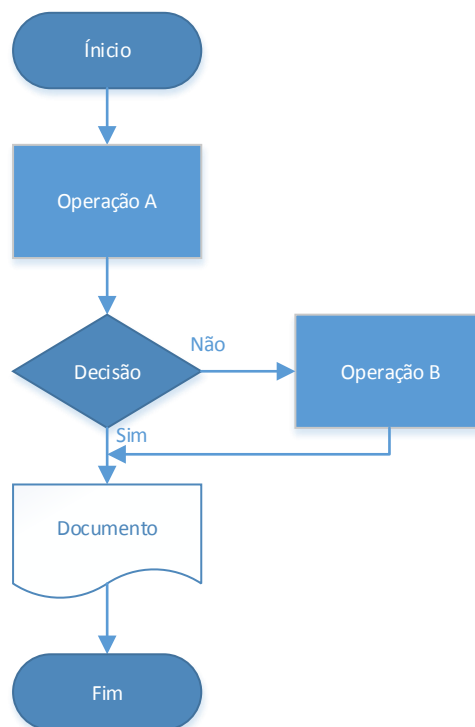 Ínicio
Operação A
Não
Decisão
Operação B
Sim
Documento
Fim